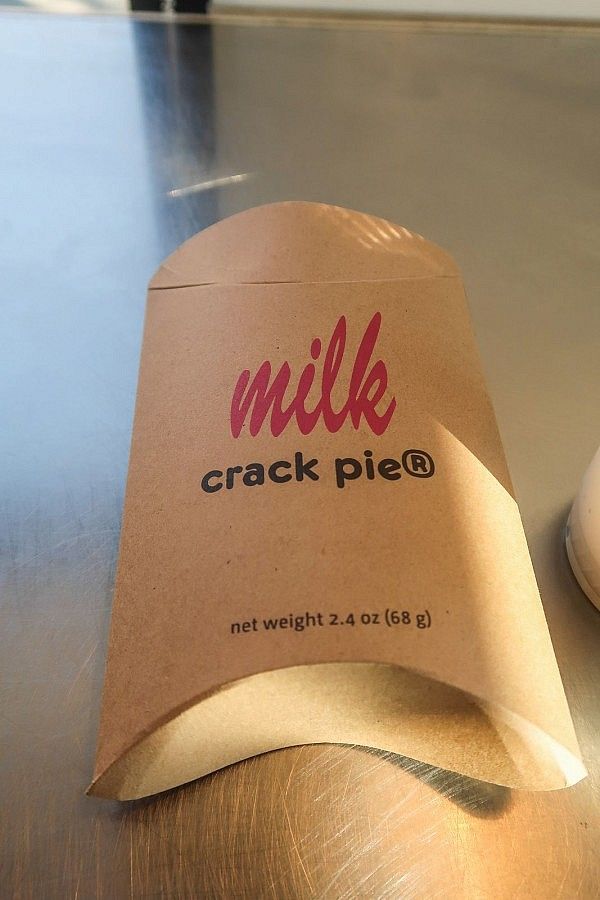 milk
crack pie®
net weight 2.4 oz (68 g)